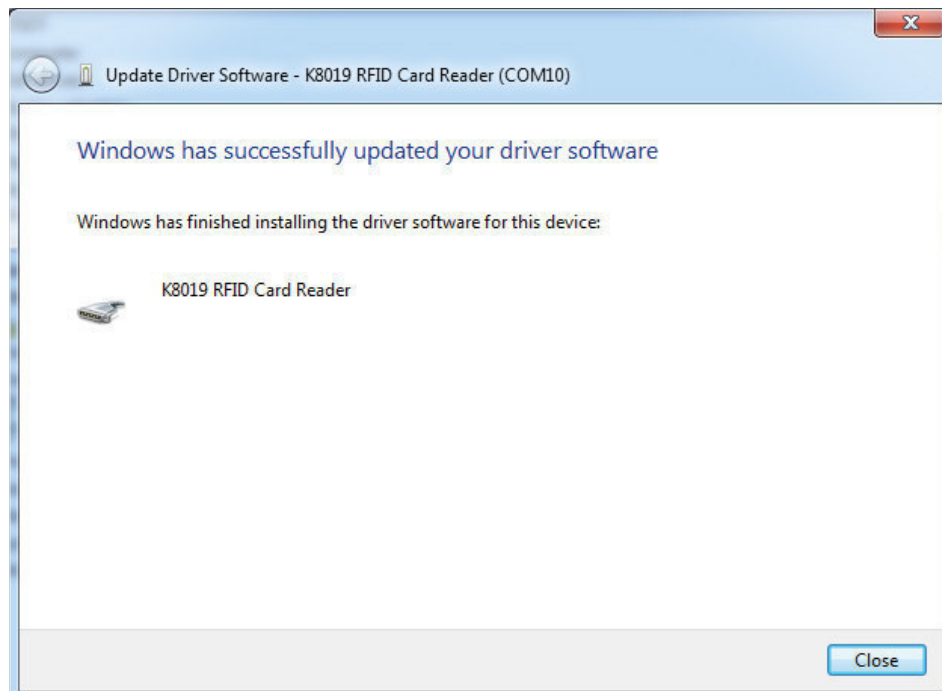 Update Driver Software - K8019 RFID Card Reader (COM10)
Windows has successfully updated your driver software
Windows has finished installing the driver software for this device:
K8019 RFID Card Reader
Close